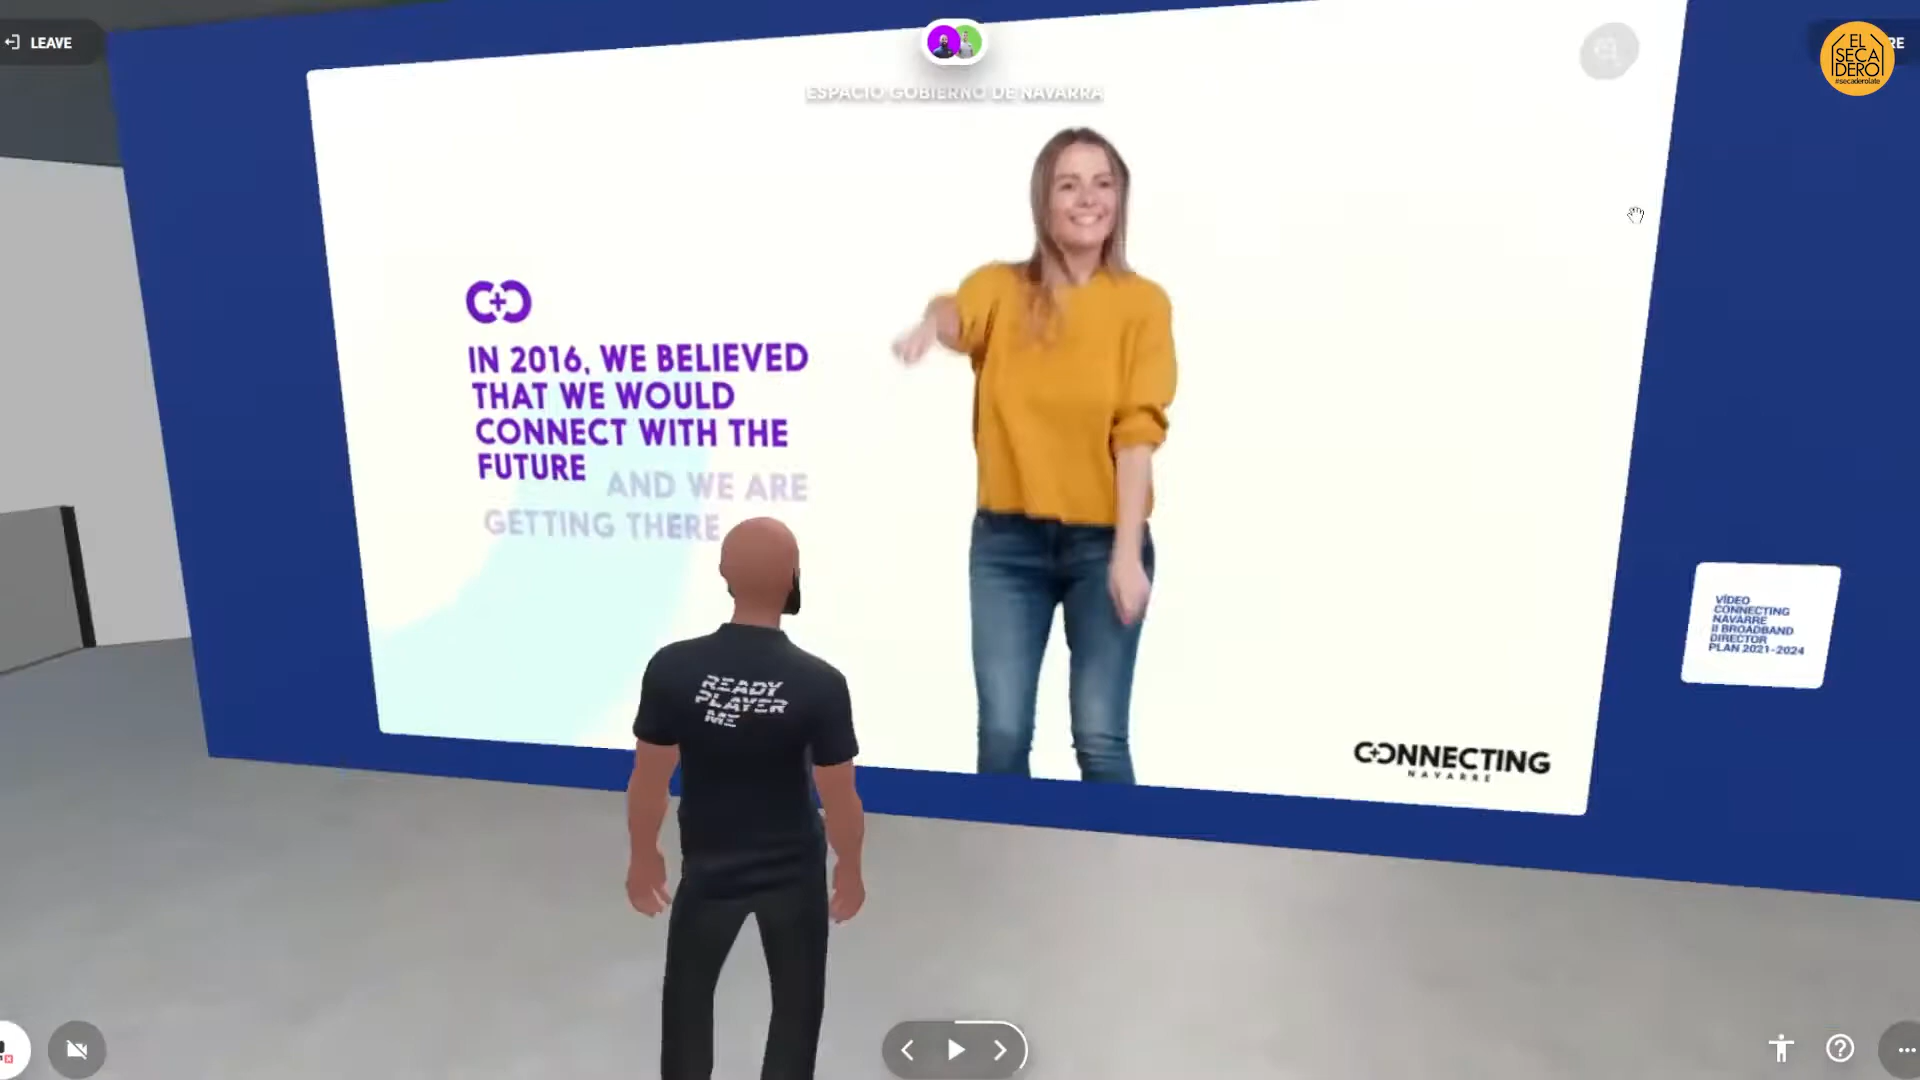 LEAVE
ESPACIO GOBIERNO DE NAVARRA
RE
EL
SECA
DERO
#secaderolate
C+C
IN 2016, WE BELIEVED
THAT WE WOULD
CONNECT WITH THE
FUTURE AND WE ARE
GETTING THERE
READY
PLAYER
ME
VÍDEO
CONNECTING
NAVARRE
II BROADBAND
DIRECTOR
PLAN 2021-2024
CONNECTING
NAVARRE